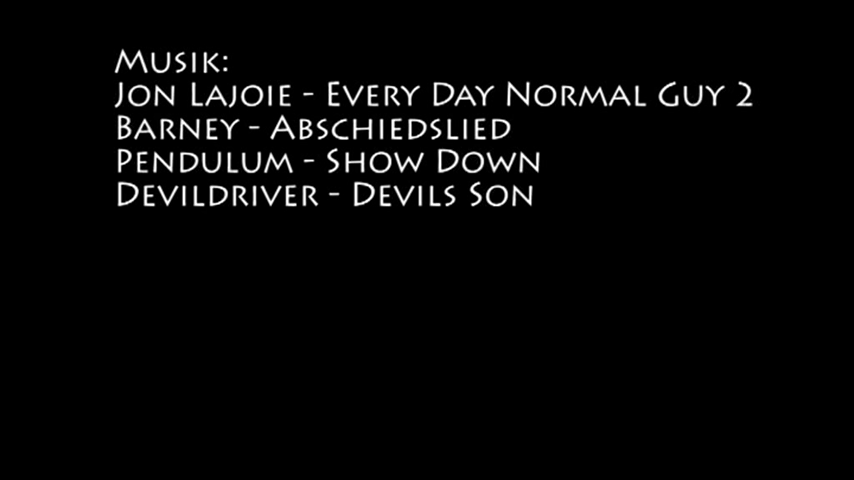 Musik:
Jon Lajoie - Every Day Normal Guy 2
Barney - Abschiedslied
Pendulum - Show Down
Devildriver - Devils Son